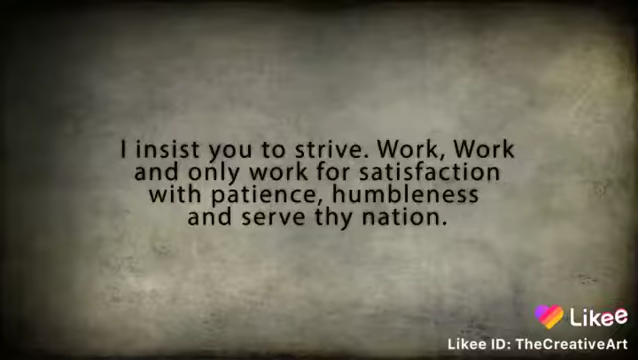 I insist you to strive. Work, Work
and only work for satisfaction
with patience, humbleness
and serve thy nation.
Likee
Likee ID: TheCreativeArt